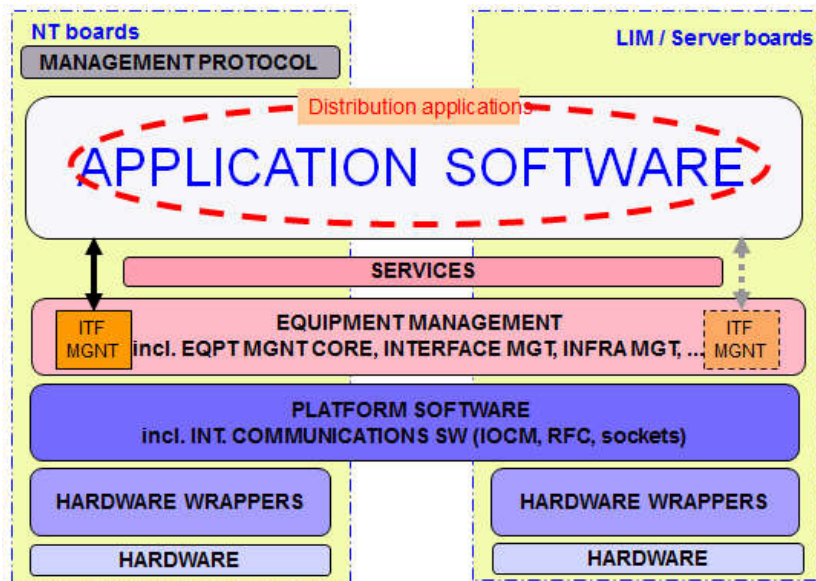 NT boards
LIM / Server boards
MANAGEMENT PROTOCOL
Distribution applications
APPLICATION SOFTWARE
SERVICES
ITF
MGNT
EQUIPMENT MANAGEMENT
incl. EQPT MGNT CORE, INTERFACE MGT, INFRA MGT, ...
ITF
MGNT
PLATFORM SOFTWARE
incl. INT. COMMUNICATIONS SW (IOCM, RFC, sockets)
HARDWARE WRAPPERS
HARDWARE WRAPPERS
HARDWARE
HARDWARE